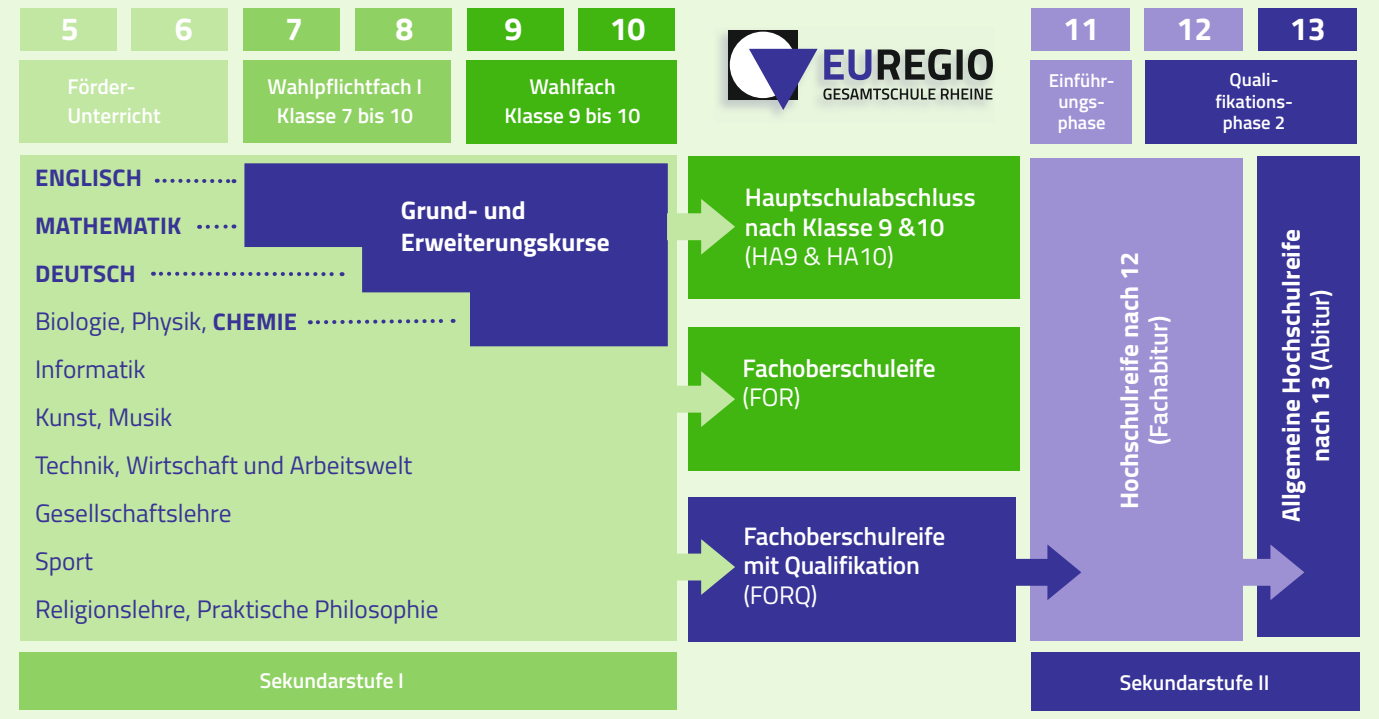 5 6 7 8 9 10
11 12 13
Förder-
Unterricht
Wahlpflichtfach I
Klasse 7 bis 10
Wahlfach
Klasse 9 bis 10
EUREGIO
GESAMTSCHULE RHEINE
Einführ-
ungs-
phase
Quali-
fikations-
phase 2
ENGLISCH
MATHEMATIK
DEUTSCH
Biologie, Physik, CHEMIE
Informatik
Kunst, Musik
Technik, Wirtschaft und Arbeitswelt
Gesellschaftslehre
Sport
Religionslehre, Praktische Philosophie
Grund- und
Erweiterungskurse
Hauptschulabschluss
nach Klasse 9 &10
(HA9 & HA10)
Fachoberschuleife
(FOR)
Fachoberschulreife
mit Qualifikation
(FORQ)
Hochschulreife nach 12
(Fachabitur)
Allgemeine Hochschulreife
nach 13 (Abitur)
Sekundarstufe I
Sekundarstufe II